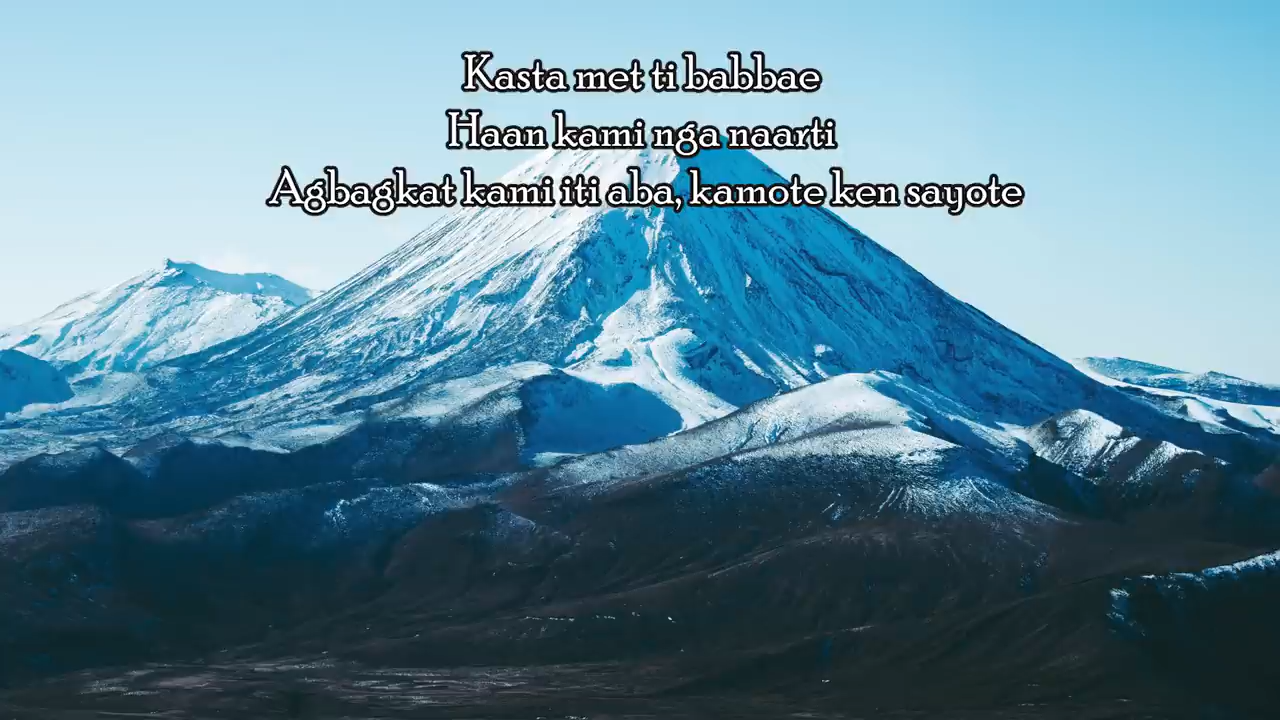 Kasta met ti babbae
Haan kami nga naarti
Agbagkat kami iti aba, kamote ken sayote